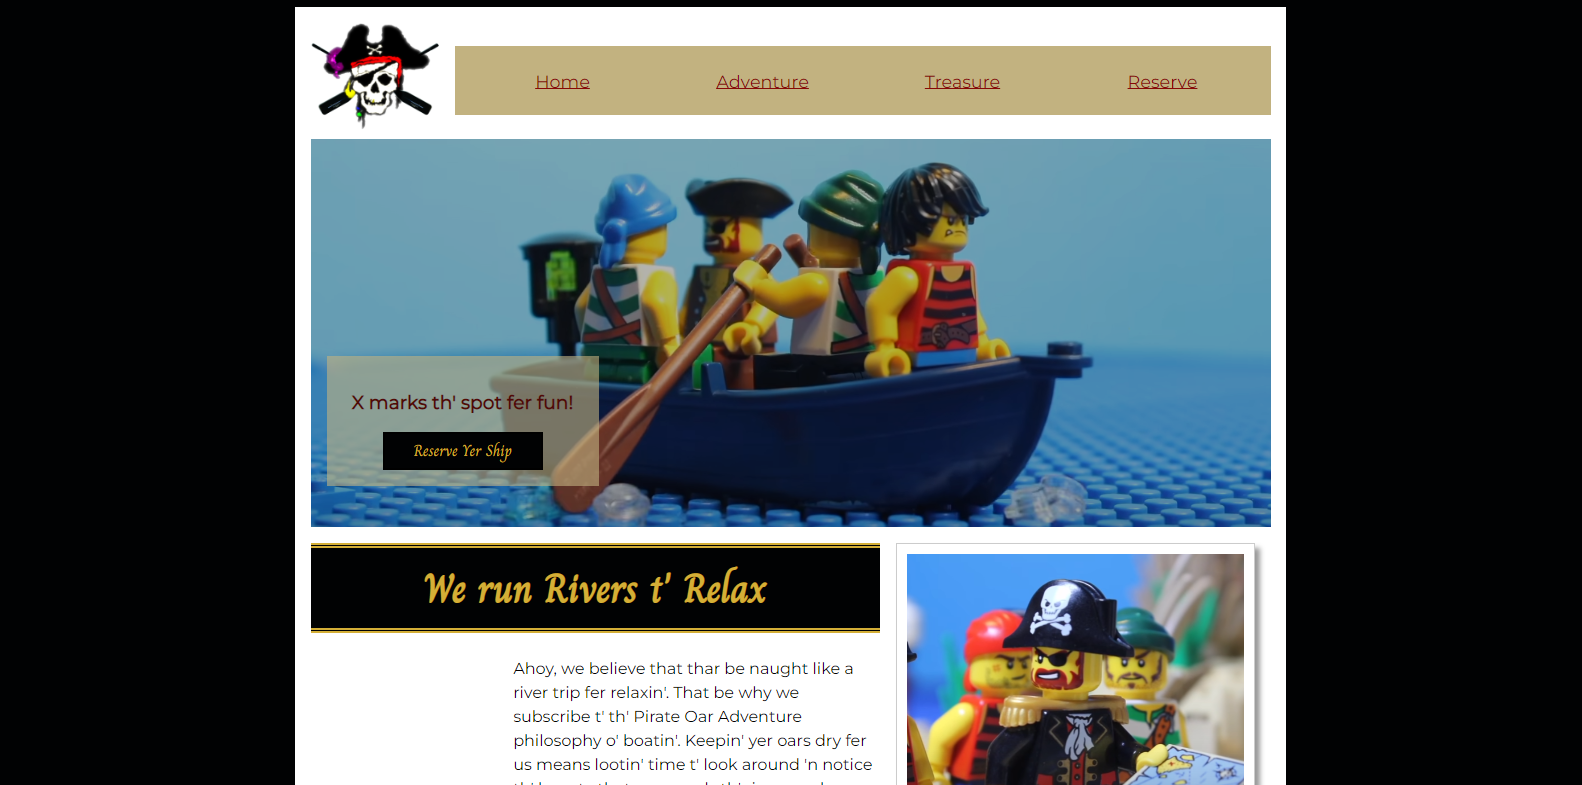 Home Adventure Treasure Reserve
X marks th' spot fer fun!
Reserve Yer Ship
We run Rivers t' Relax
Ahoy, we believe that thar be naught like a
river trip fer relaxin'. That be why we
subscribe t' th' Pirate Oar Adventure
philosophy o' boatin'. Keepin' yer oars dry fer
us means lootin' time t' look around 'n notice